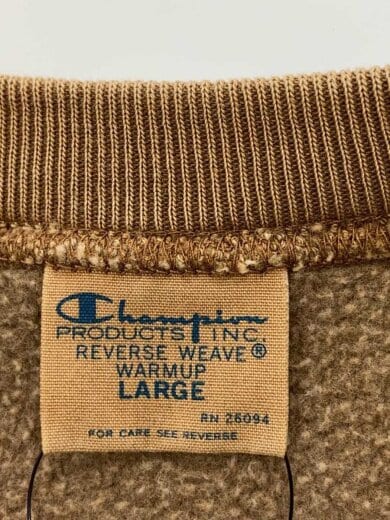 Champion
PRODUCTS INC.
REVERSE WEAVE®
WARMUP
LARGE
RN 26094
FOR CARE SEE REVERSE